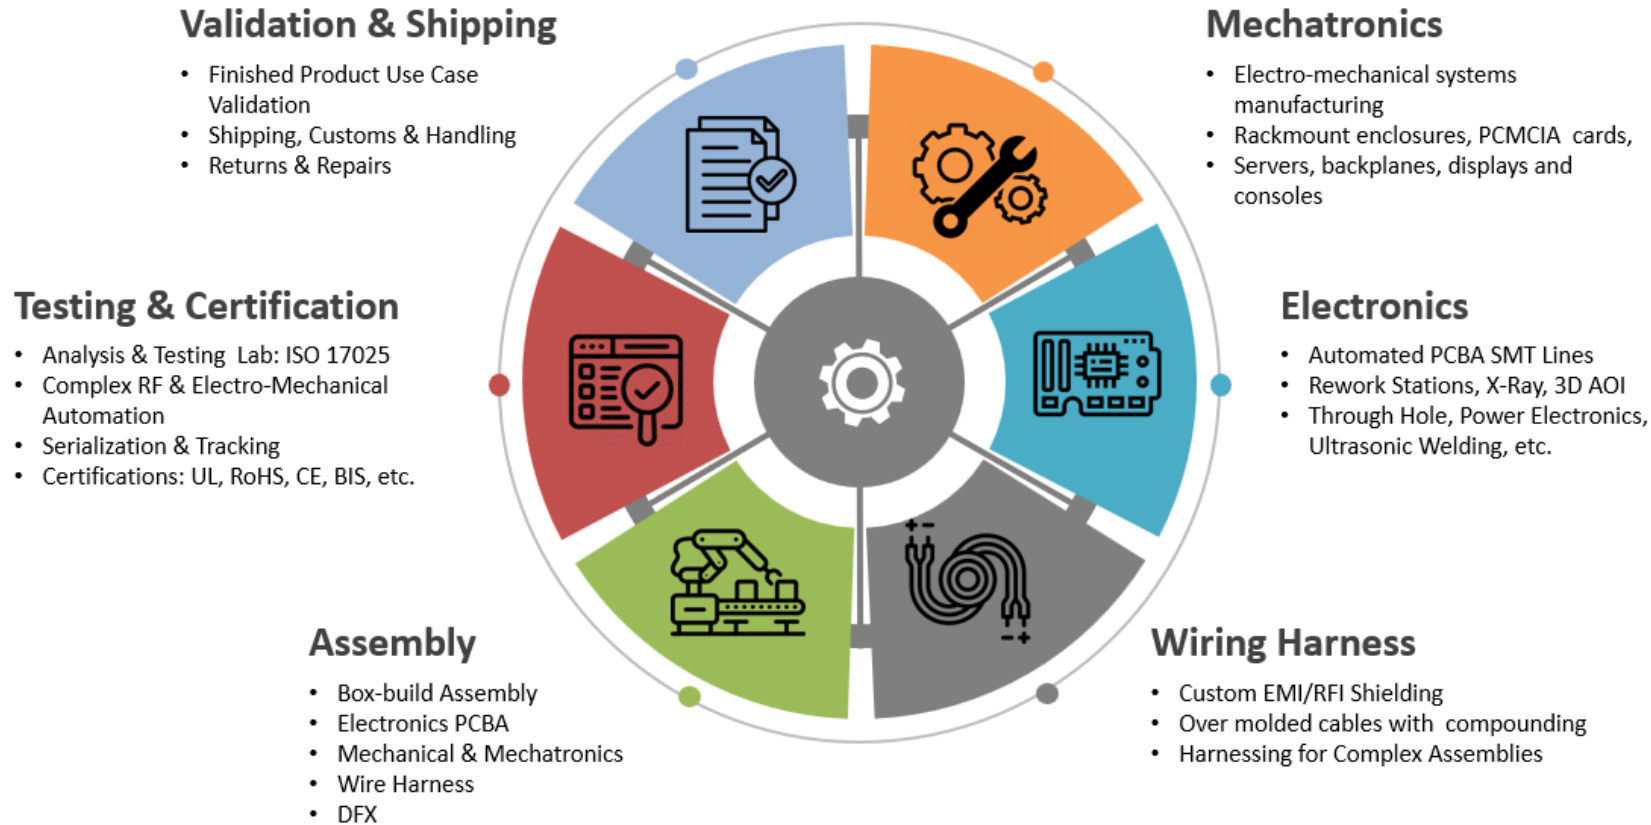 Validation & Shipping
• Finished Product Use Case
Validation
• Shipping, Customs & Handling
• Returns & Repairs
Mechatronics
• Electro-mechanical systems
manufacturing
• Rackmount enclosures, PCMCIA cards,
• Servers, backplanes, displays and
consoles
Testing & Certification
• Analysis & Testing Lab: ISO 17025
• Complex RF & Electro-Mechanical
Automation
• Serialization & Tracking
• Certifications: UL, RoHS, CE, BIS, etc.
Electronics
• Automated PCBA SMT Lines
• Rework Stations, X-Ray, 3D AOI
• Through Hole, Power Electronics,
Ultrasonic Welding, etc.
Assembly
• Box-build Assembly
• Electronics PCBA
• Mechanical & Mechatronics
• Wire Harness
• DFX
Wiring Harness
• Custom EMI/RFI Shielding
• Over molded cables with compounding
• Harnessing for Complex Assemblies